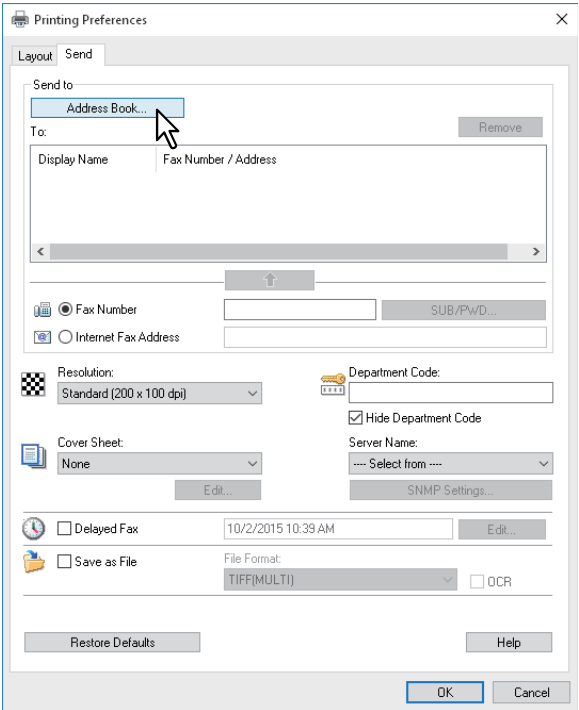 Printing Preferences
Layout Send
Send to
Address Book...
To:
Remove
Display Name Fax Number / Address
Fax Number
SUB/PWD...
Internet Fax Address
Resolution:
Standard (200 x 100 dpi)
Department Code:
Hide Department Code
Cover Sheet:
None
Edit...
Server Name:
---- Select from ----
SNMP Settings...
Delayed Fax
10/2/2015 10:39 AM
Edit...
Save as File
File Format:
TIFF(MULTI)
OCR
Restore Defaults
Help
OK
Cancel